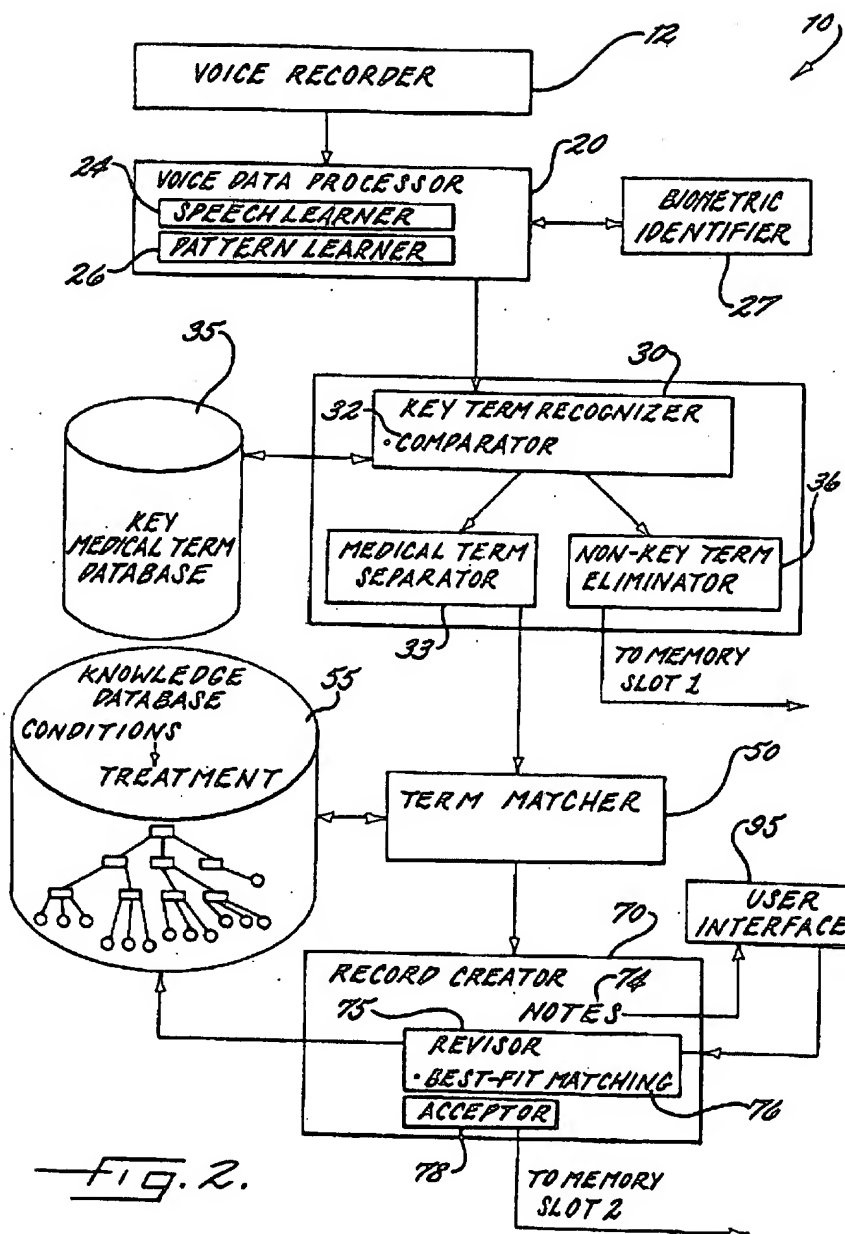 10
VOICE RECORDER
12
20
24
VOICE DATA PROCESSOR
SPEECH LEARNER
PATTERN LEARNER
26
BIOMETRIC
IDENTIFIER
27
35
30
KEY TERM RECOGNIZER
32
• COMPARATOR
36
KEY
MEDICAL TERM
DATABASE
MEDICAL TERM
SEPARATOR
33
NON-KEY TERM
ELIMINATOR
TO MEMORY
SLOT 1
KNOWLEDGE
DATABASE
55
CONDITIONS
TREATMENT
TERM MATCHER
50
95
USER
INTERFACE
70
RECORD CREATOR
74
NOTES
75
REVISOR
• BEST-FIT MATCHING
76
ACCEPTOR
78
TO MEMORY
SLOT 2
Fig. 2.